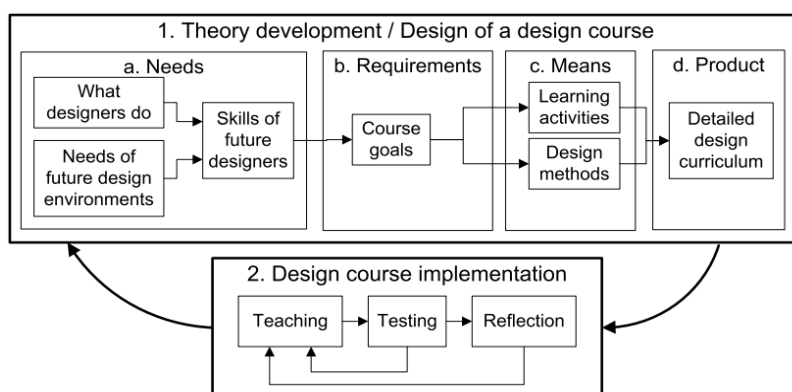 1. Theory development / Design of a design course
a. Needs
What
designers do
Needs of
future design
environments
Skills of
future
designers
b. Requirements
Course
goals
c. Means
Learning
activities
Design
methods
d. Product
Detailed
design
curriculum
2. Design course implementation
Teaching
Testing
Reflection